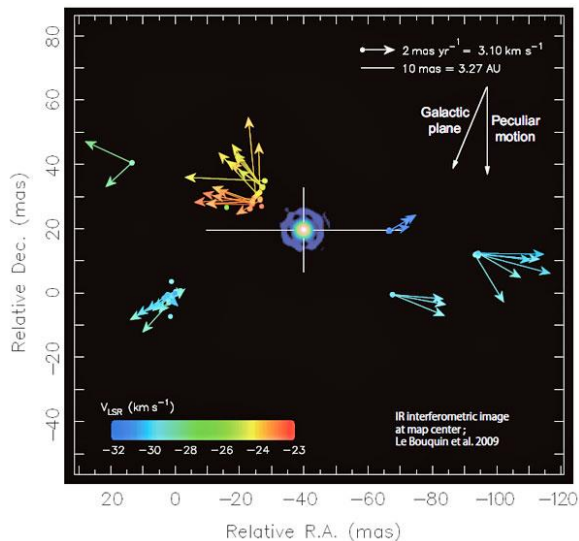 80
60
40
20
0
−20
−40
Relative Dec. (mas)
2 mas yr⁻¹ = 3.10 km s⁻¹
10 mas = 3.27 AU
Galactic
plane
Peculiar
motion
V_LSR (km s⁻¹)
−32 −30 −28 −26 −24 −23
IR interferometric image
at map center ;
Le Bouquin et al. 2009
20 0 −20 −40 −60 −80 −100 −120
Relative R.A. (mas)